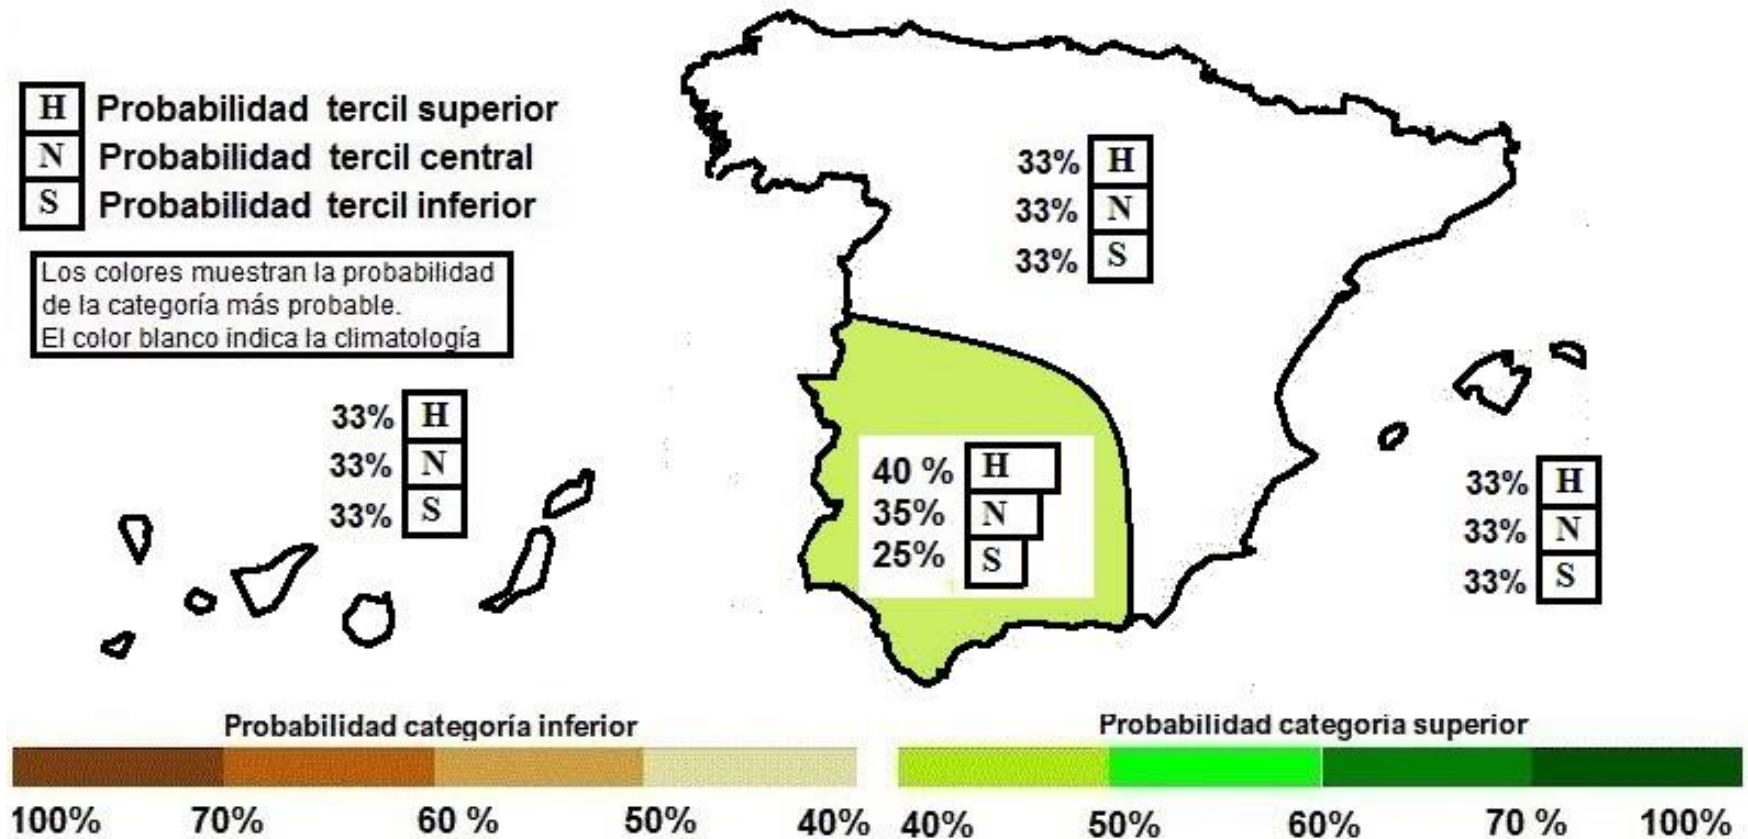 H Probabilidad tercil superior
N Probabilidad tercil central
S Probabilidad tercil inferior
Los colores muestran la probabilidad
de la categoría más probable.
El color blanco indica la climatología
33% H
33% N
33% S
33% H
33% N
33% S
40 % H
35% N
25% S
33% H
33% N
33% S
Probabilidad categoría inferior
100% 70% 60 % 50% 40%
Probabilidad categoria superior
40% 50% 60% 70 % 100%